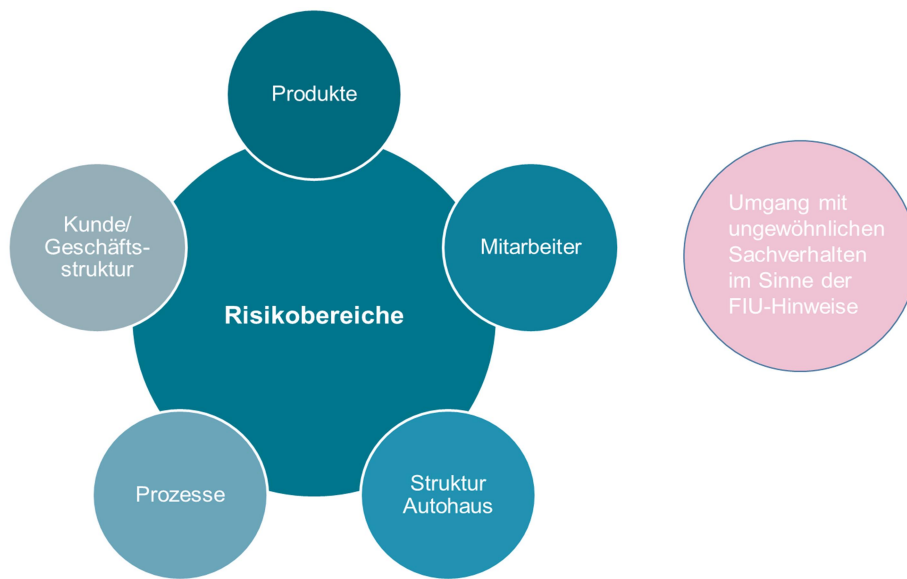 Produkte
Kunde/
Geschäfts-
struktur
Mitarbeiter
Risikobereiche
Prozesse
Struktur
Autohaus
Umgang mit
ungewöhnlichen
Sachverhalten
im Sinne der
FIU-Hinweise